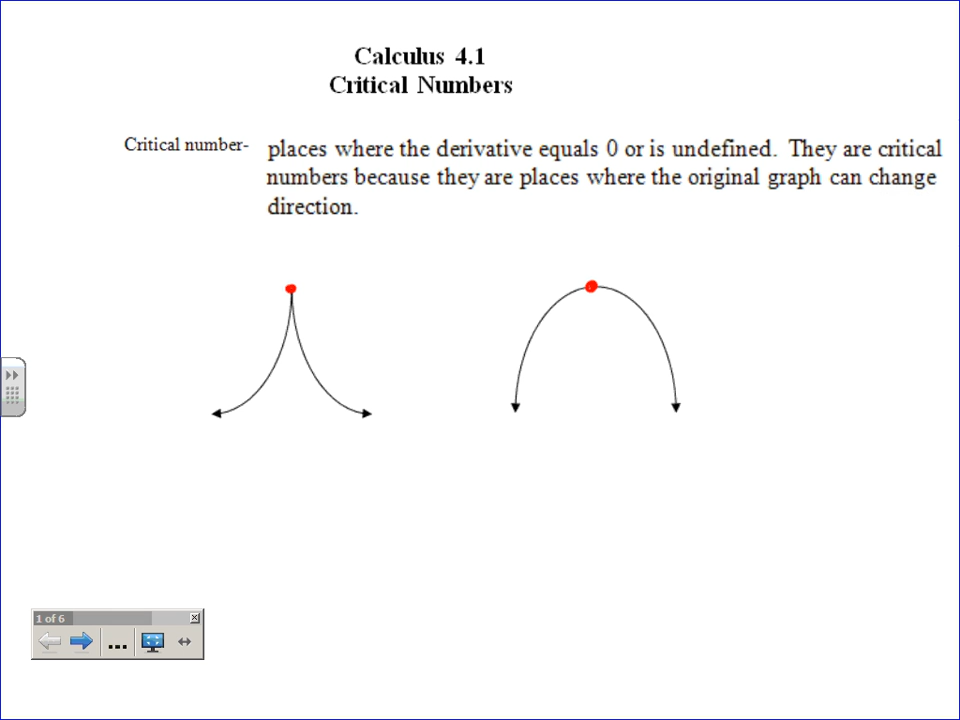 Calculus 4.1
Critical Numbers
Critical number- places where the derivative equals 0 or is undefined. They are critical
numbers because they are places where the original graph can change
direction.
1 of 6